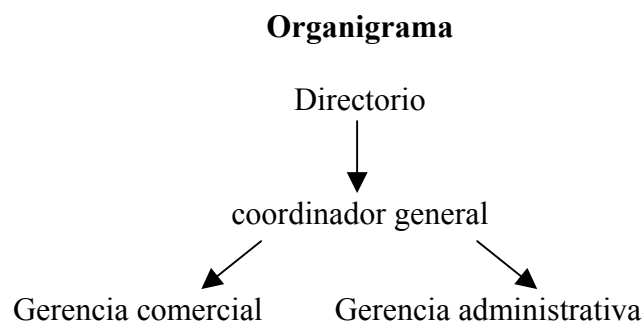 Organigrama
Directorio
coordinador general
Gerencia comercial
Gerencia administrativa